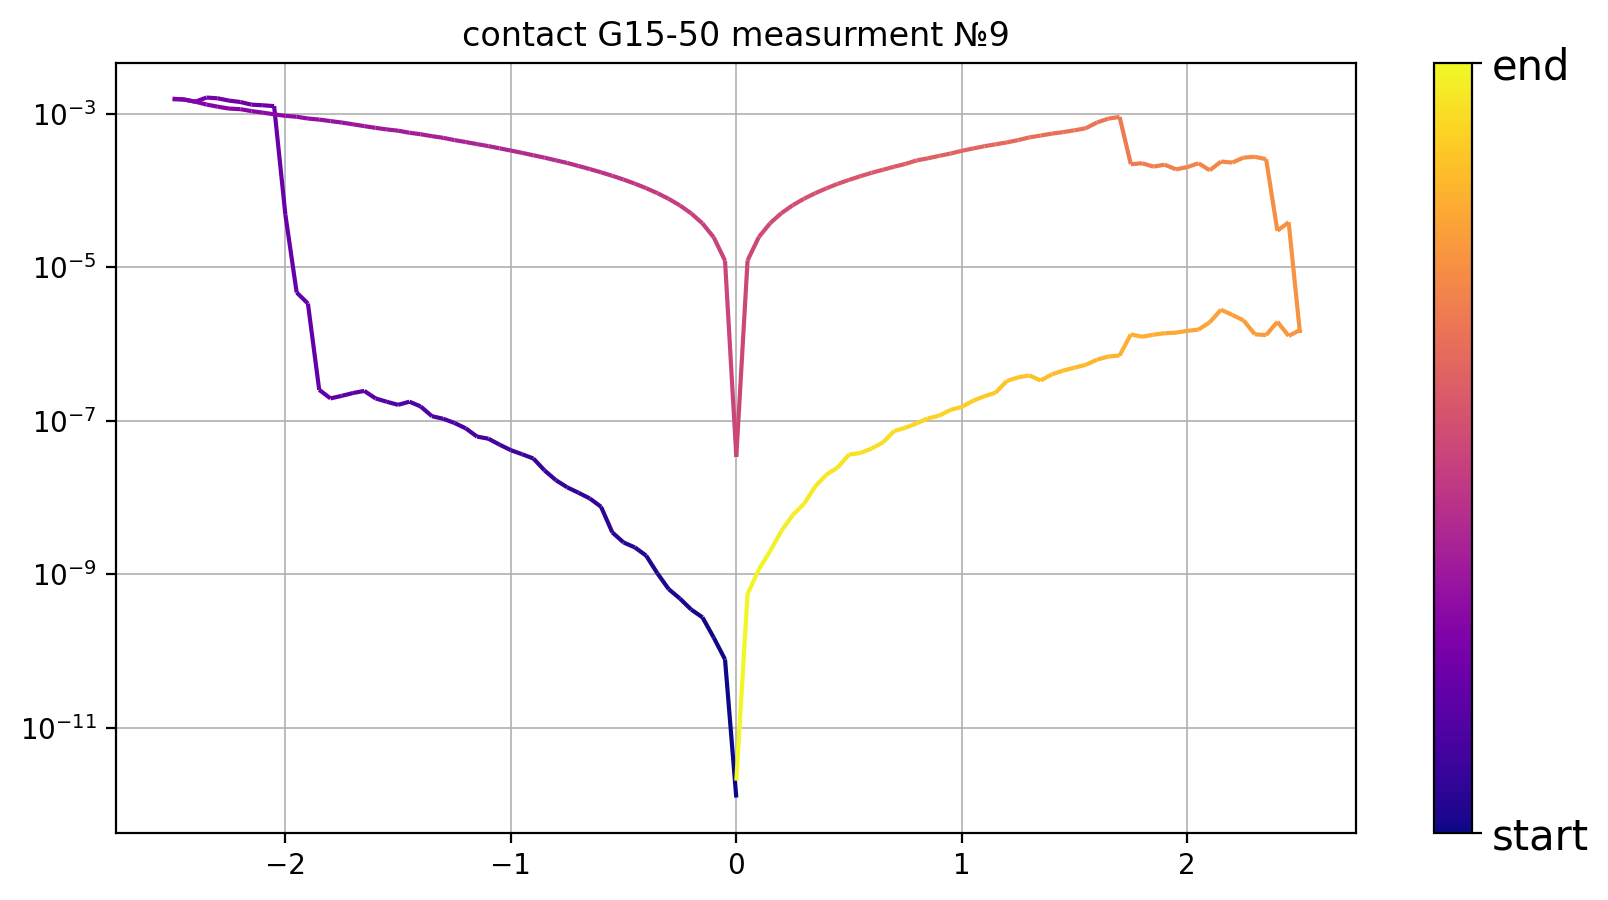 contact G15-50 measurment №9
10⁻³
10⁻⁵
10⁻⁷
10⁻⁹
10⁻¹¹
−2 −1 0 1 2
end
start